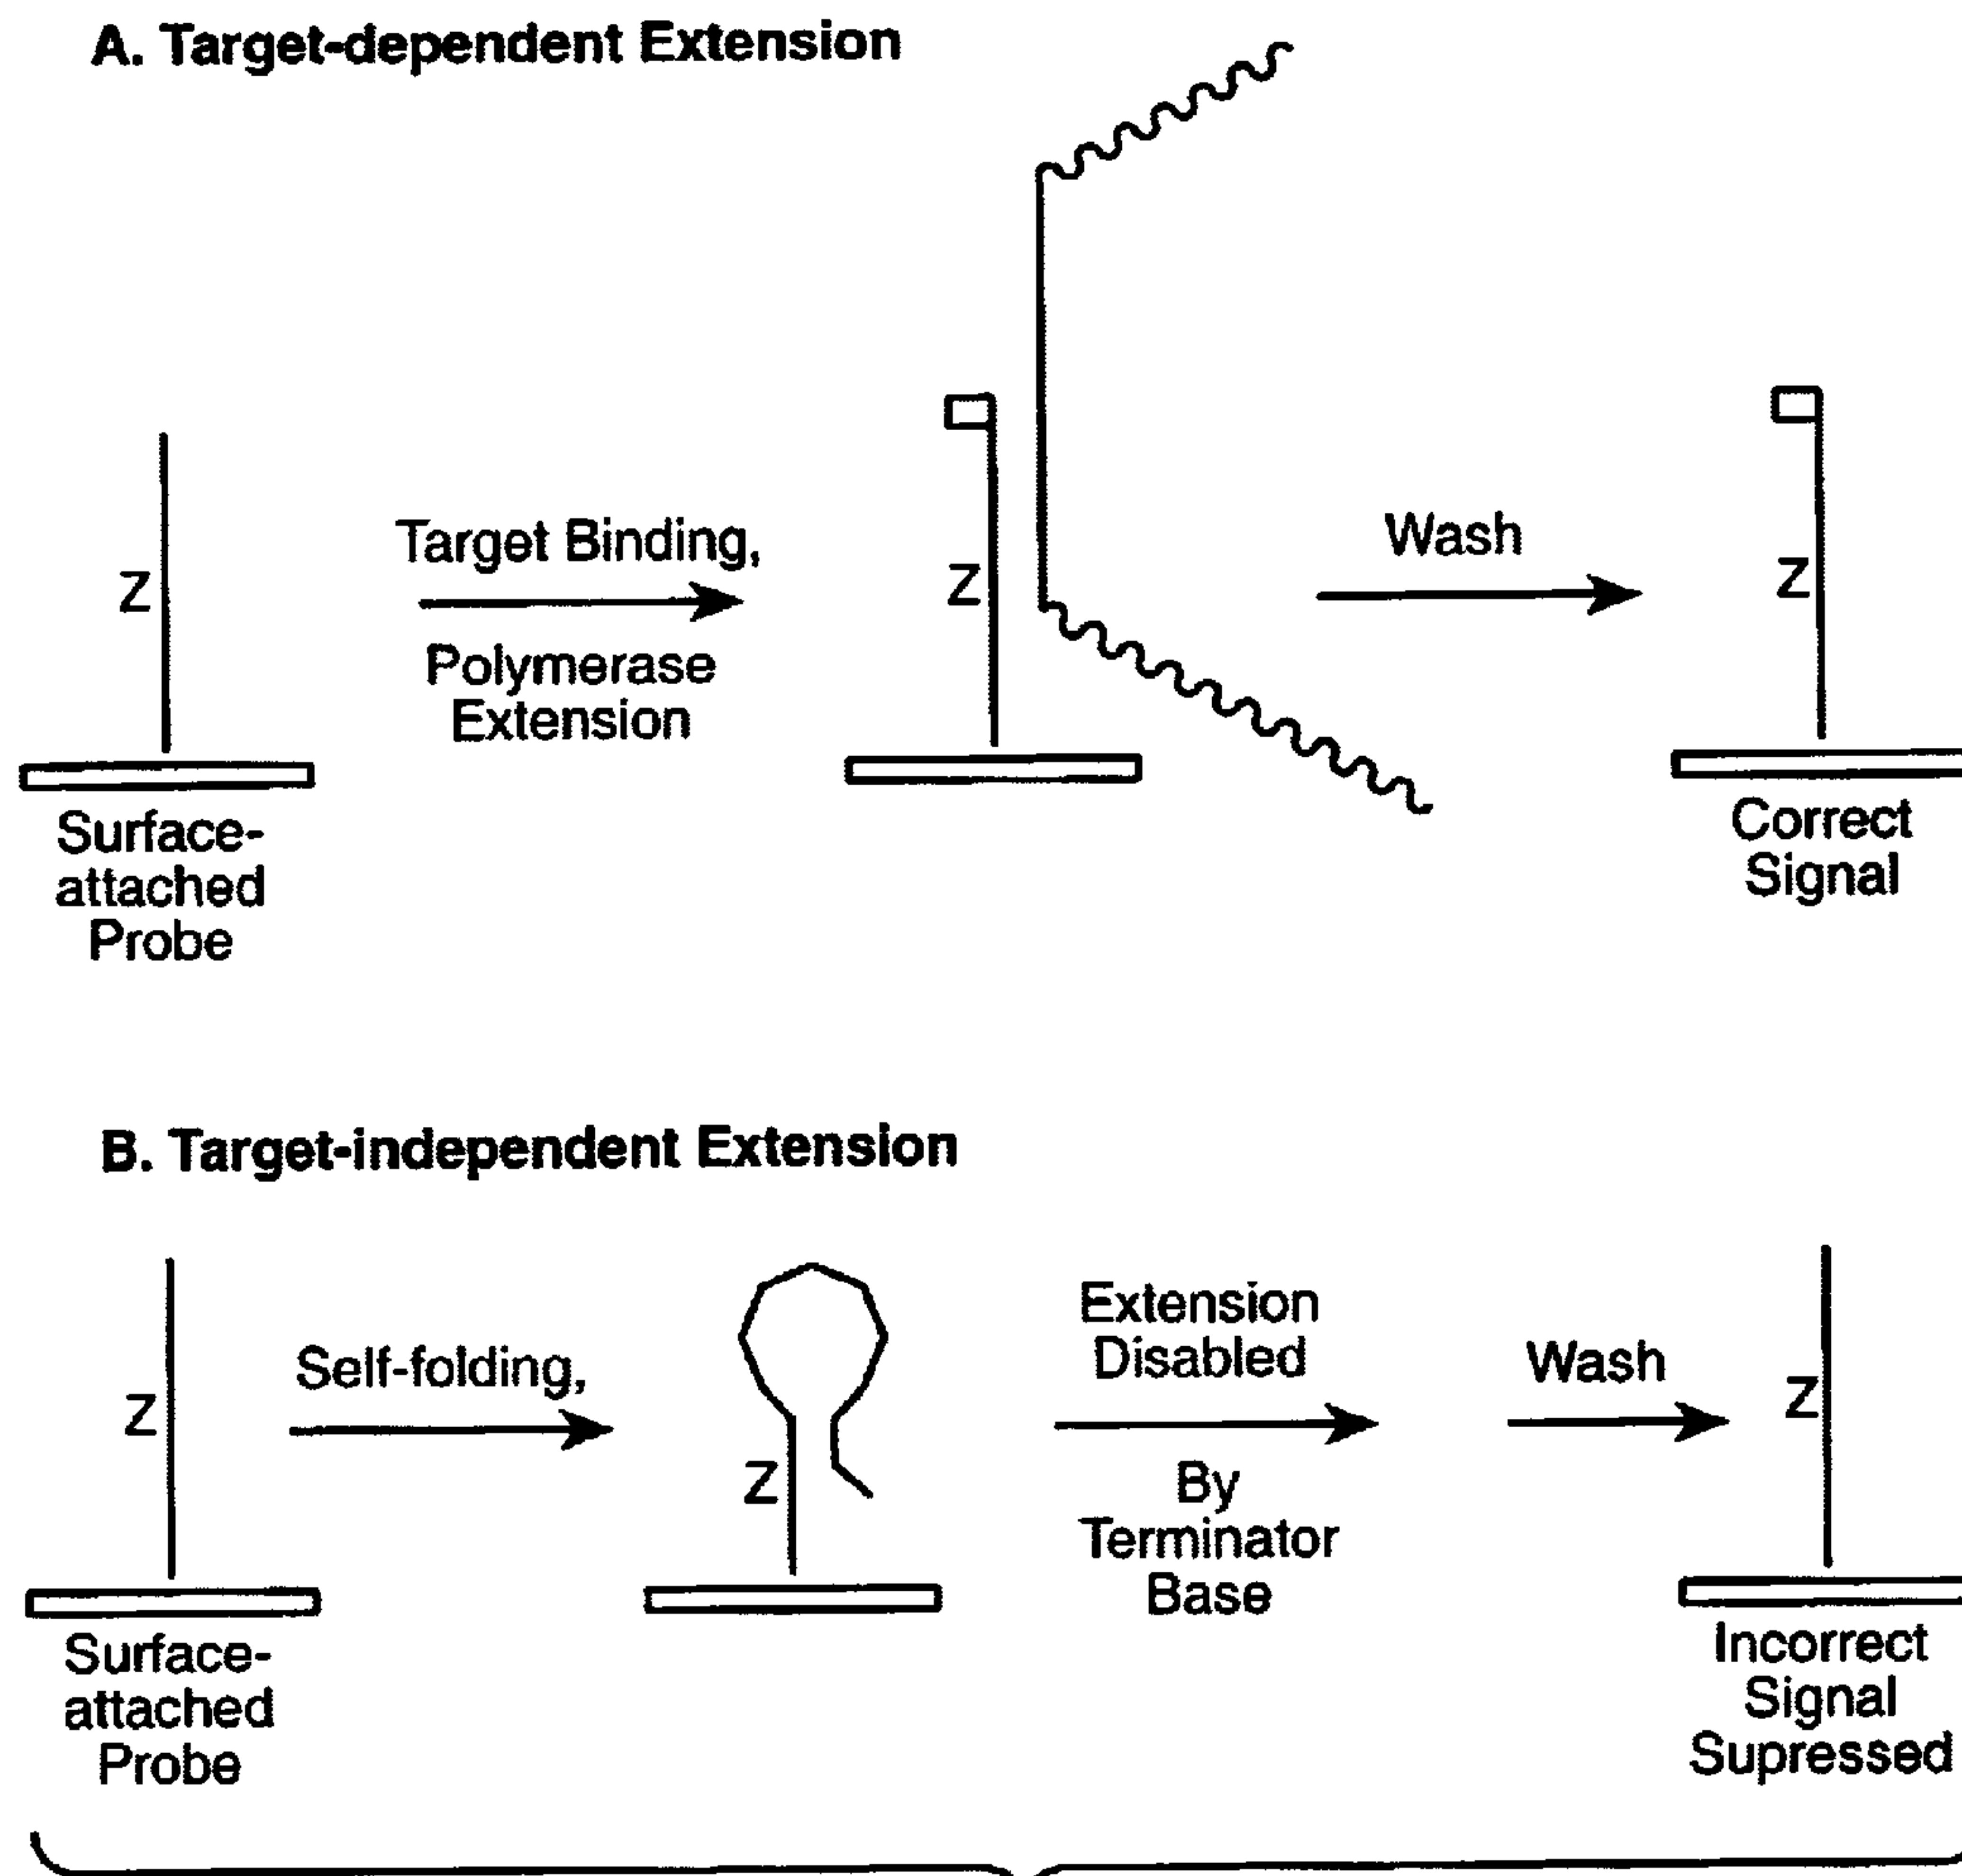 A. Target-dependent Extension
Z
Target Binding,
Polymerase
Extension
Z
Wash
Z
Surface-
attached
Probe
Correct
Signal
B. Target-independent Extension
Z
Self-folding,
Z
Extension
Disabled
By
Terminator
Base
Wash
Z
Surface-
attached
Probe
Incorrect
Signal
Supressed